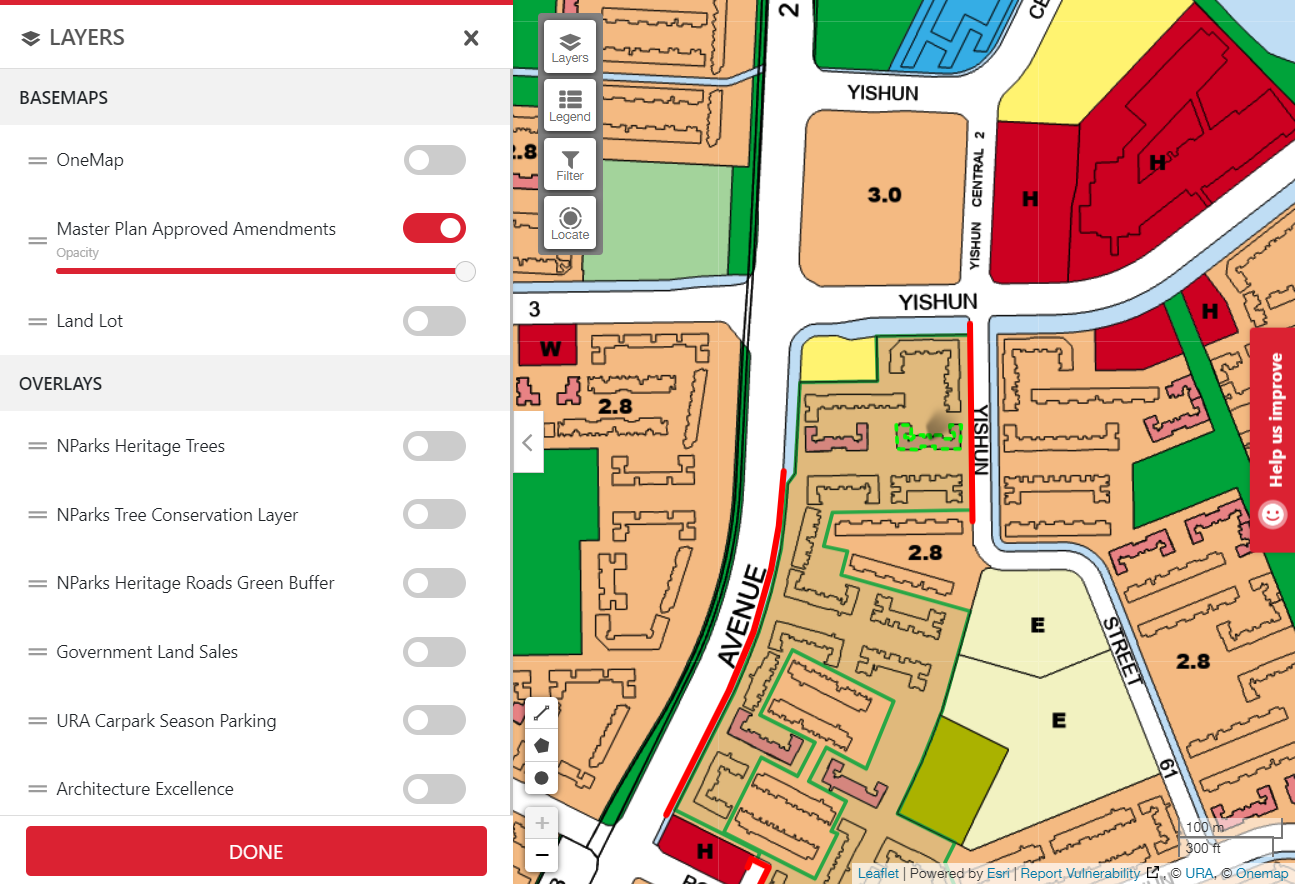 LAYERS
BASEMAPS
OneMap
Master Plan Approved Amendments
Opacity
Land Lot
OVERLAYS
NParks Heritage Trees
NParks Tree Conservation Layer
NParks Heritage Roads Green Buffer
Government Land Sales
URA Carpark Season Parking
Architecture Excellence
DONE
Layers
Legend
Filter
Locate
2
CE
YISHUN
2.8
3.0
YISHUN CENTRAL 2
H
H
3
YISHUN
H
W
2.8
YISHUN
2.8
AVENUE
E
STREET
2.8
E
61
H
Help us improve
100 m
300 ft
Leaflet | Powered by Esri | Report Vulnerability , © URA, © Onemap